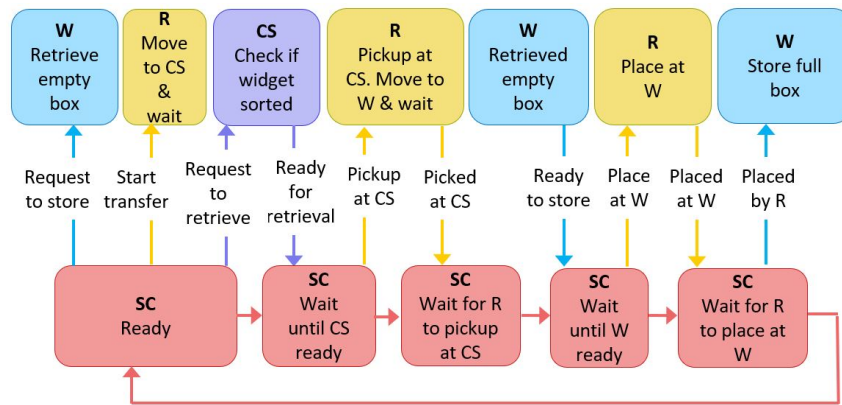 W
Retrieve
empty
box
R
Move
to CS
&
wait
CS
Check if
widget
sorted
R
Pickup at
CS. Move to
W & wait
W
Retrieved
empty
box
R
Place at
W
W
Store full
box
Request
to store
Start
transfer
Request
to
retrieve
Ready
for
retrieval
Pickup
at CS
Picked
at CS
Ready
to store
Place
at W
Placed
at W
Placed
by R
SC
Ready
SC
Wait
until CS
ready
SC
Wait for R
to pickup
at CS
SC
Wait
until W
ready
SC
Wait for R
to place at
W